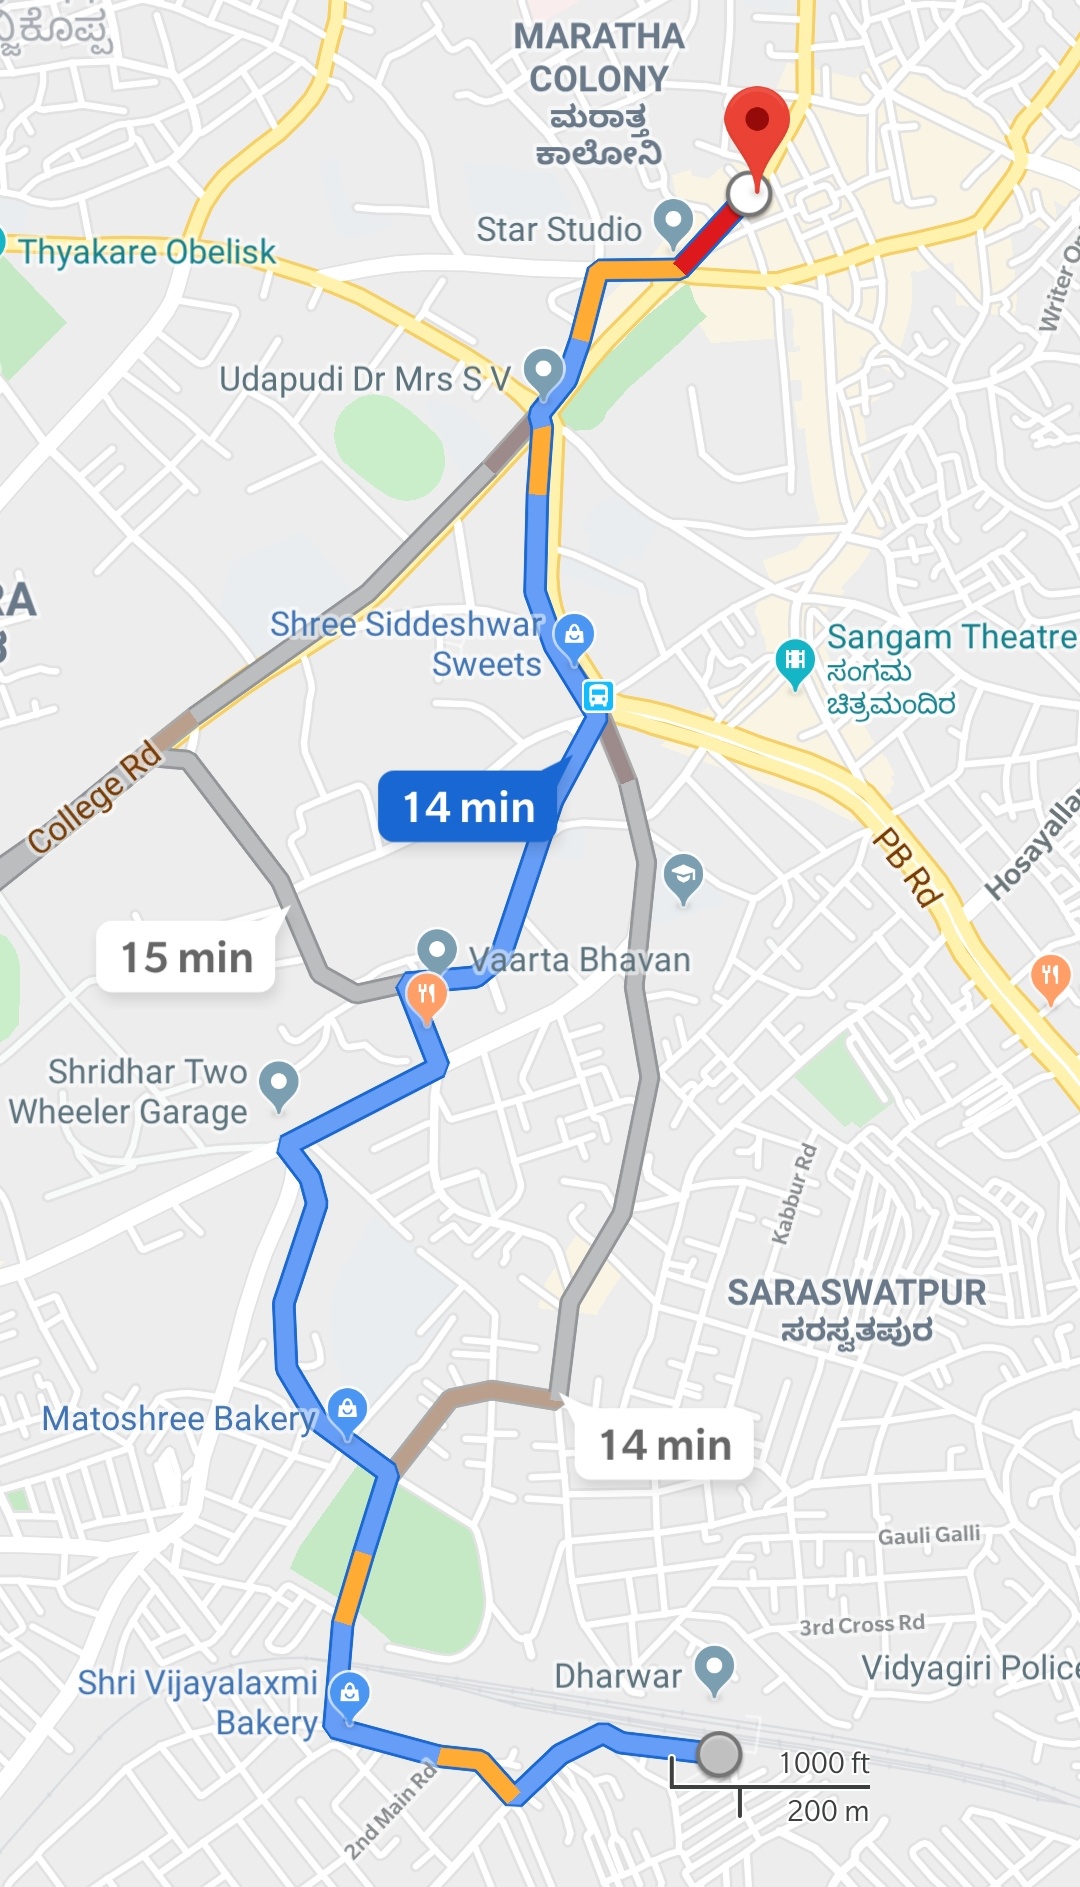 MARATHA
COLONY
ಮರಾತ್ತ
ಕಾಲೋನಿ
Star Studio
Thyakare Obelisk
Udapudi Dr Mrs S V
Shree Siddeshwar
Sweets
Sangam Theatre
ಸಂಗಮ
ಚಿತ್ರಮಂದಿರ
College Rd
14 min
PB Rd
15 min
Vaarta Bhavan
Shridhar Two
Wheeler Garage
Kabbur Rd
SARASWATPUR
ಸರಸ್ವತಪುರ
Matoshree Bakery
14 min
Gauli Galli
3rd Cross Rd
Dharwar
Vidyagiri Police
Shri Vijayalaxmi
Bakery
2nd Main Rd
1000 ft
200 m